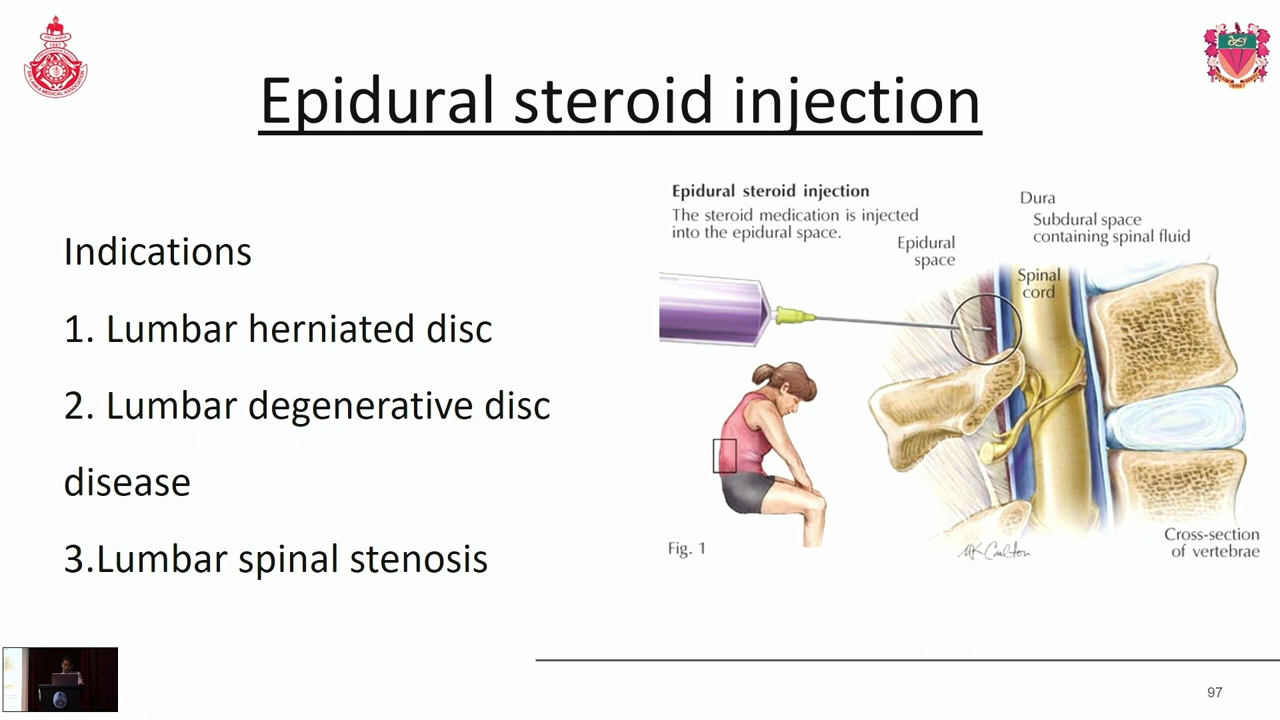 Epidural steroid injection
Indications
1. Lumbar herniated disc
2. Lumbar degenerative disc
disease
3.Lumbar spinal stenosis
Epidural steroid injection
The steroid medication is injected
into the epidural space.
Epidural
space
Dura
Subdural space
containing spinal fluid
Spinal
cord
Fig. 1
Cross-section
of vertebrae
97